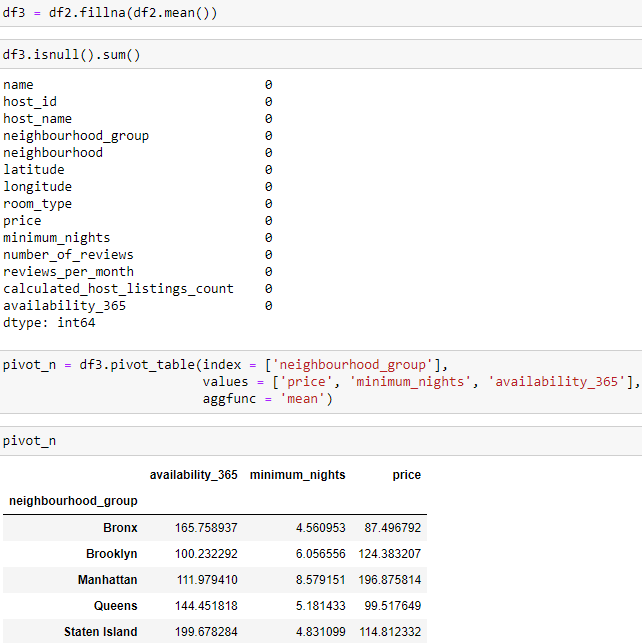 df3 = df2.fillna(df2.mean())
df3.isnull().sum()
name 0
host_id 0
host_name 0
neighbourhood_group 0
neighbourhood 0
latitude 0
longitude 0
room_type 0
price 0
minimum_nights 0
number_of_reviews 0
reviews_per_month 0
calculated_host_listings_count 0
availability_365 0
dtype: int64
pivot_n = df3.pivot_table(index = ['neighbourhood_group'],
values = ['price', 'minimum_nights', 'availability_365'],
aggfunc = 'mean')
pivot_n
availability_365 minimum_nights price
neighbourhood_group
Bronx 165.758937 4.560953 87.496792
Brooklyn 100.232292 6.056556 124.383207
Manhattan 111.979410 8.579151 196.875814
Queens 144.451818 5.181433 99.517649
Staten Island 199.678284 4.831099 114.812332